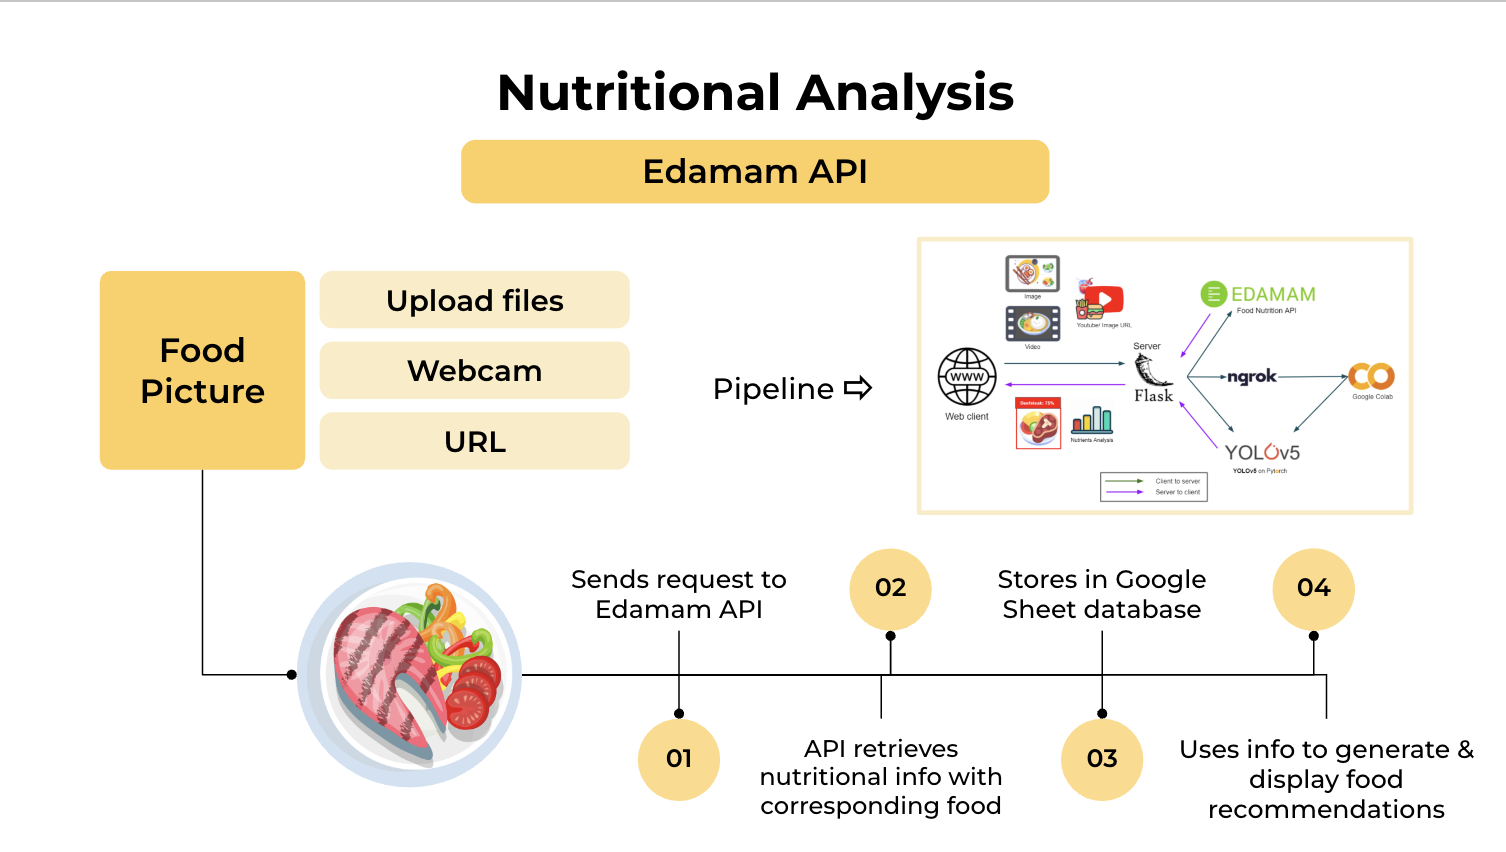 Nutritional Analysis
Edamam API
Food
Picture
Upload files
Webcam
URL
Pipeline
Image
Video
Youtube/ Image URL
EDAMAM
Food Nutrition API
WWW
Web client
Server
Flask
ngrok
CO
Google Colab
Beefsteak: 75%
Nutrients Analysis
YOLOv5
YOLOv5 on Pytorch
Client to server
Server to client
Sends request to
Edamam API
01
02
API retrieves
nutritional info with
corresponding food
Stores in Google
Sheet database
03
04
Uses info to generate &
display food
recommendations